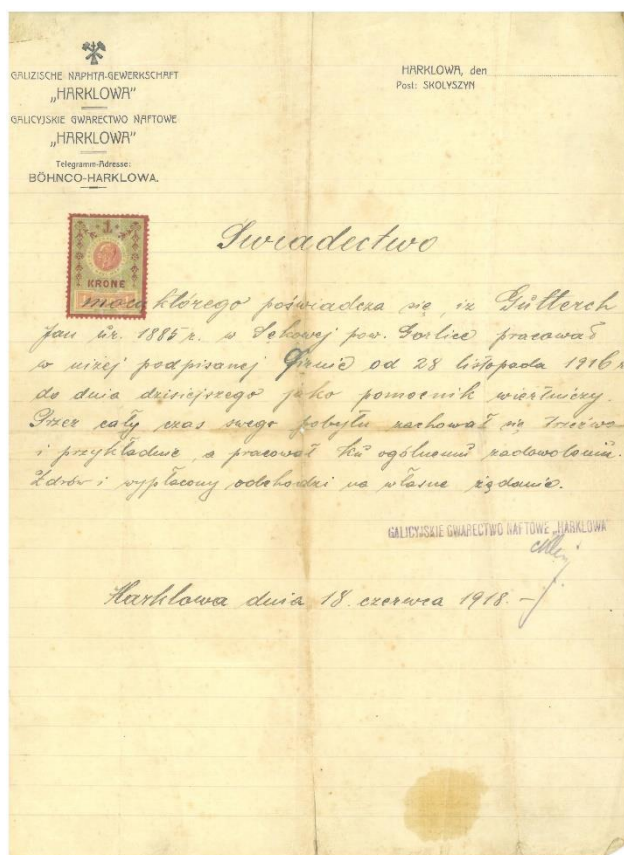 GALIZISCHE NAPHTA-GEWERKSCHAFT
„HARKLOWA”
GALICYJSKIE GWARECTWO NAFTOWE
„HARKLOWA”
Telegramm-Adresse:
BÖHNCO-HARKLOWA.
HARKLOWA, den
Post: SKOLYSZYN
1
KRONE
Świadectwo
mocą którego poświadcza się, iż Gutterch
Jan ur. 1885 r. w Sękowej pow. Gorlice pracował
w niżej podpisanej firmie od 28 listopada 1916 r
do dnia dzisiejszego jako pomocnik wiertniczy.
Przez cały czas swego pobytu zachował się trzeźwo
i przykładnie, a pracował ku ogólnemu zadowoleniu.
Zdrów i wypłacony odchodzi na własne żądanie.
GALICYJSKIE GWARECTWO NAFTOWE „HARKLOWA”
Harklowa dnia 18. czerwca 1918. –